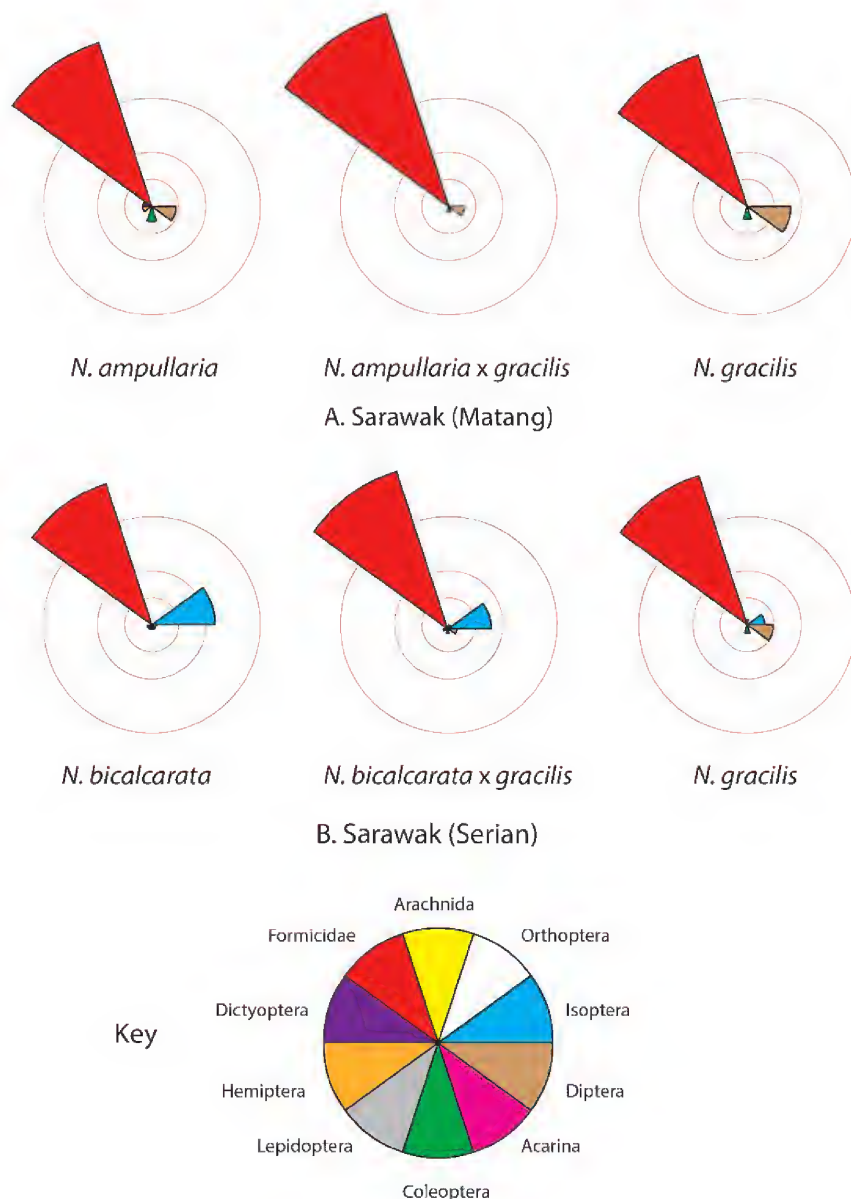 N. ampullaria
N. ampullaria x gracilis
N. gracilis
A. Sarawak (Matang)
N. bicalcarata
N. bicalcarata x gracilis
N. gracilis
B. Sarawak (Serian)
Key
Arachnida
Formicidae
Orthoptera
Dictyoptera
Isoptera
Hemiptera
Diptera
Lepidoptera
Acarina
Coleoptera